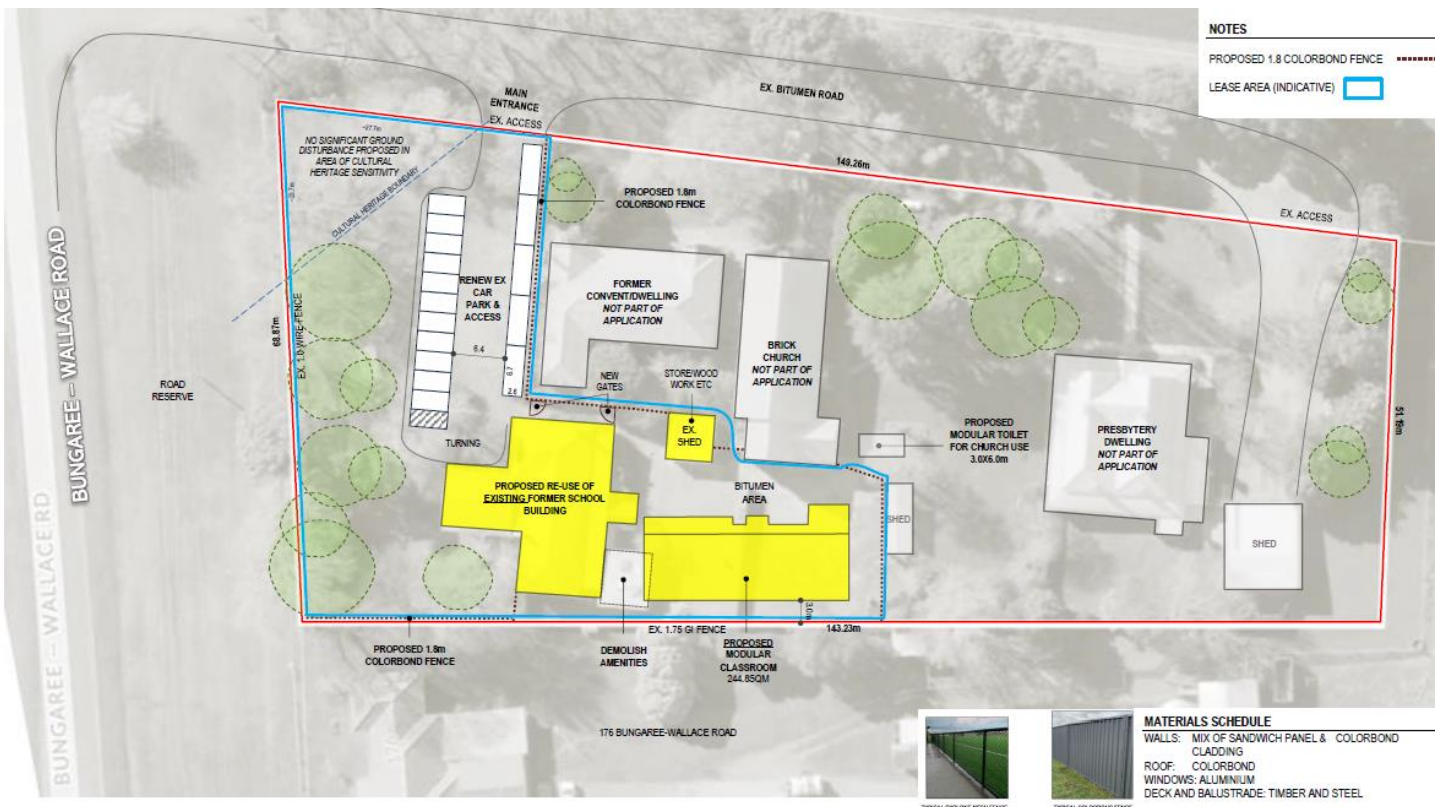 NOTES
PROPOSED 1.8 COLORBOND FENCE
LEASE AREA (INDICATIVE)
EX. BITUMEN ROAD
MAIN
ENTRANCE
EX. ACCESS
NO SIGNIFICANT GROUND
DISTURBANCE PROPOSED IN
AREA OF CULTURAL
HERITAGE SENSITIVITY
CULTURAL HERITAGE BOUNDARY
149.26m
EX. ACCESS
PROPOSED 1.8m
COLORBOND FENCE
BUNGAREE – WALLACE ROAD
BUNGAREE – WALLACE RD
68.87m
EX. 1.0 WIRE FENCE
ROAD
RESERVE
RENEW EX
CAR
PARK &
ACCESS
6.4
6.7
2.6
FORMER
CONVENT/DWELLING
NOT PART OF
APPLICATION
BRICK
CHURCH
NOT PART OF
APPLICATION
NEW
GATES
STORE/WOOD
WORK ETC
EX.
SHED
TURNING
PROPOSED
MODULAR TOILET
FOR CHURCH USE
3.0X6.0m
PRESBYTERY
DWELLING
NOT PART OF
APPLICATION
51.19m
PROPOSED RE-USE OF
EXISTING FORMER SCHOOL
BUILDING
BITUMEN
AREA
SHED
SHED
3.0m
EX. 1.75 GI FENCE
143.23m
PROPOSED 1.8m
COLORBOND FENCE
DEMOLISH
AMENITIES
PROPOSED
MODULAR
CLASSROOM
244.85QM
176 BUNGAREE-WALLACE ROAD
MATERIALS SCHEDULE
WALLS: MIX OF SANDWICH PANEL & COLORBOND
CLADDING
ROOF: COLORBOND
WINDOWS: ALUMINIUM
DECK AND BALUSTRADE: TIMBER AND STEEL